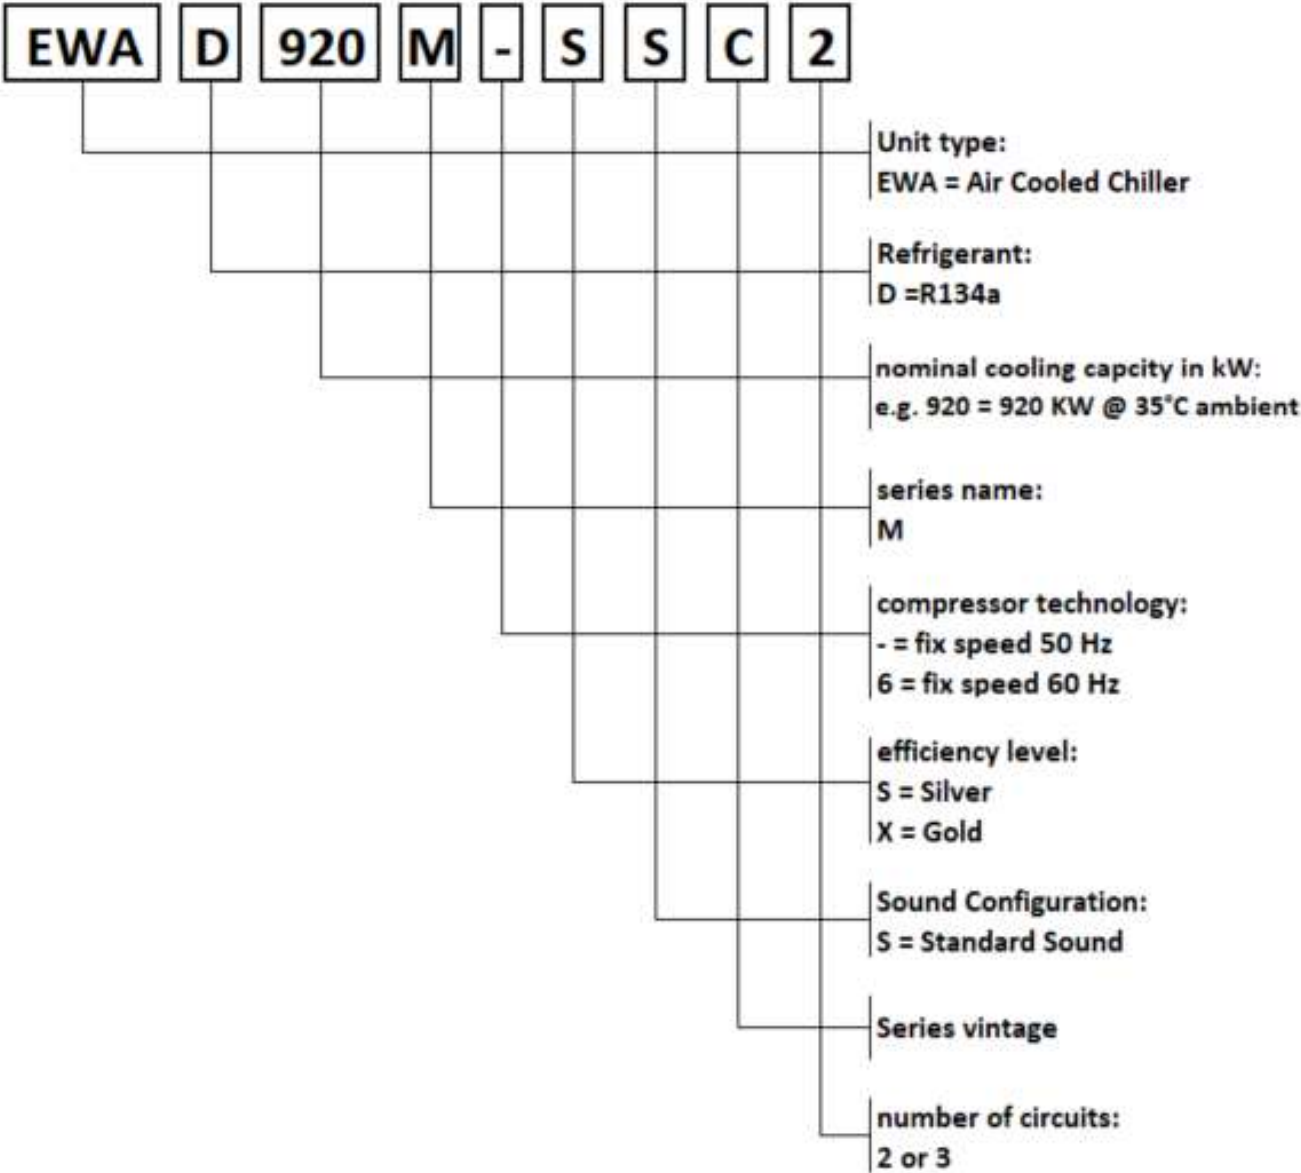 EWA D 920 M - S S C 2
Unit type:
EWA = Air Cooled Chiller
Refrigerant:
D =R134a
nominal cooling capcity in kW:
e.g. 920 = 920 KW @ 35°C ambient
series name:
M
compressor technology:
- = fix speed 50 Hz
6 = fix speed 60 Hz
efficiency level:
S = Silver
X = Gold
Sound Configuration:
S = Standard Sound
Series vintage
number of circuits:
2 or 3